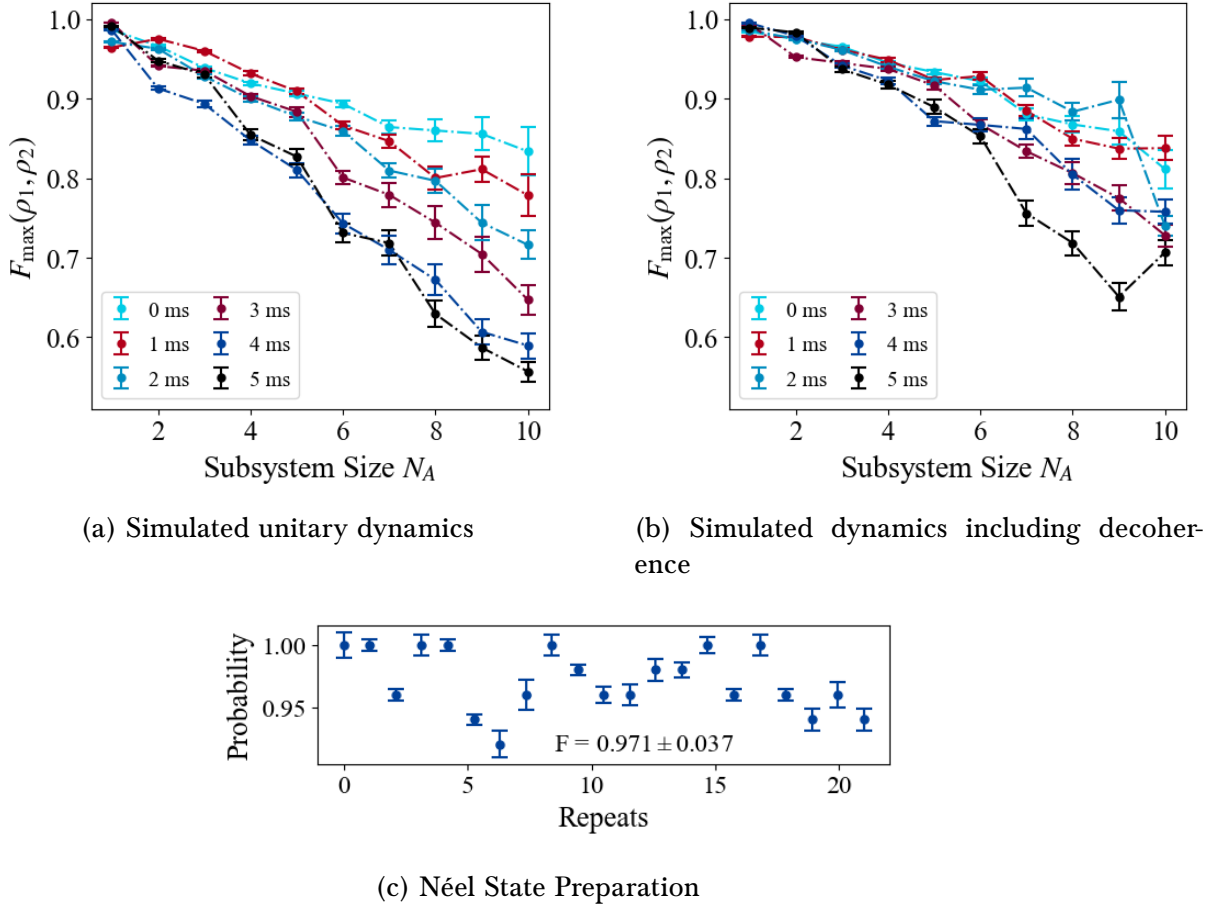 1.0
0.9
0.8
0.7
0.6
F_max(ρ₁, ρ₂)
0 ms
1 ms
2 ms
3 ms
4 ms
5 ms
2 4 6 8 10
Subsystem Size N_A
(a) Simulated unitary dynamics
1.0
0.9
0.8
0.7
0.6
F_max(ρ₁, ρ₂)
0 ms
1 ms
2 ms
3 ms
4 ms
5 ms
2 4 6 8 10
Subsystem Size N_A
(b) Simulated dynamics including decoher-
ence
Probability
1.00
0.95
F = 0.971 ± 0.037
0 5 10 15 20
Repeats
(c) Néel State Preparation